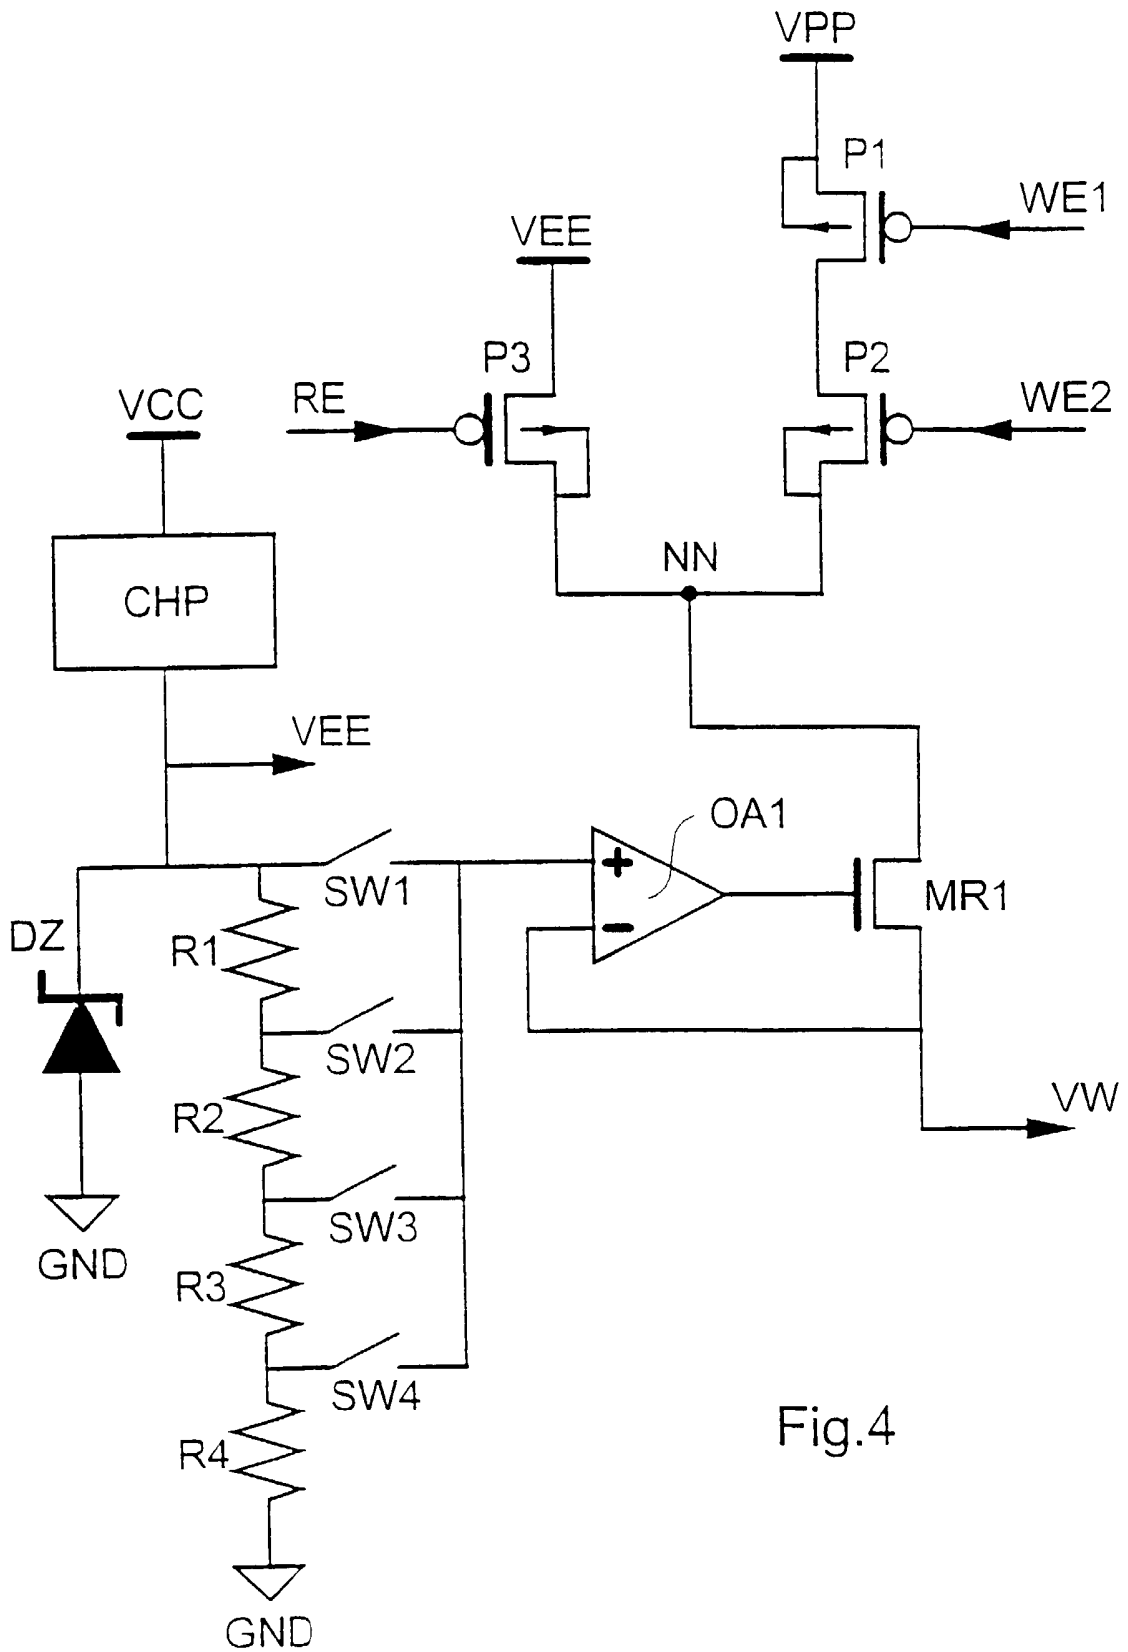 VPP
P1
WE1
VEE
P3
P2
RE
WE2
VCC
CHP
NN
VEE
OA1
+
SW1
MR1
DZ
R1
−
SW2
R2
VW
SW3
GND
R3
SW4
Fig.4
R4
GND